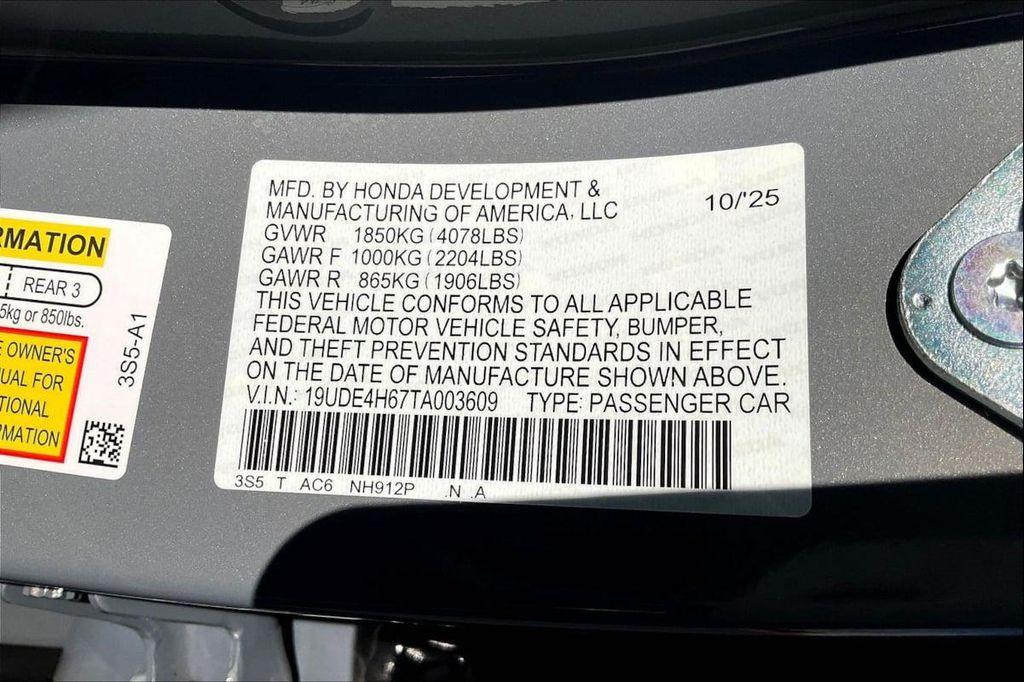 RMATION
REAR 3
5kg or 850lbs.
OWNER'S
FOR
3S5-A1
MFD. BY HONDA DEVELOPMENT &
MANUFACTURING OF AMERICA, LLC
10/'25
GVWR 1850KG (4078LBS)
GAWR F 1000KG (2204LBS)
GAWR R 865KG (1906LBS)
THIS VEHICLE CONFORMS TO ALL APPLICABLE
FEDERAL MOTOR VEHICLE SAFETY, BUMPER,
AND THEFT PREVENTION STANDARDS IN EFFECT
ON THE DATE OF MANUFACTURE SHOWN ABOVE.
V.I.N.: 19UDE4H67TA003609 TYPE: PASSENGER CAR
3S5 T AC6 NH912P .N .A